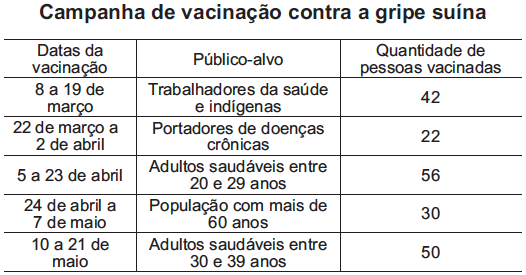 Campanha de vacinação contra a gripe suína
Datas da
vacinação
Público-alvo
Quantidade de
pessoas vacinadas
8 a 19 de
março
Trabalhadores da saúde
e indígenas
42
22 de março a
2 de abril
Portadores de doenças
crônicas
22
5 a 23 de abril
Adultos saudáveis entre
20 e 29 anos
56
24 de abril a
7 de maio
População com mais de
60 anos
30
10 a 21 de
maio
Adultos saudáveis entre
30 e 39 anos
50